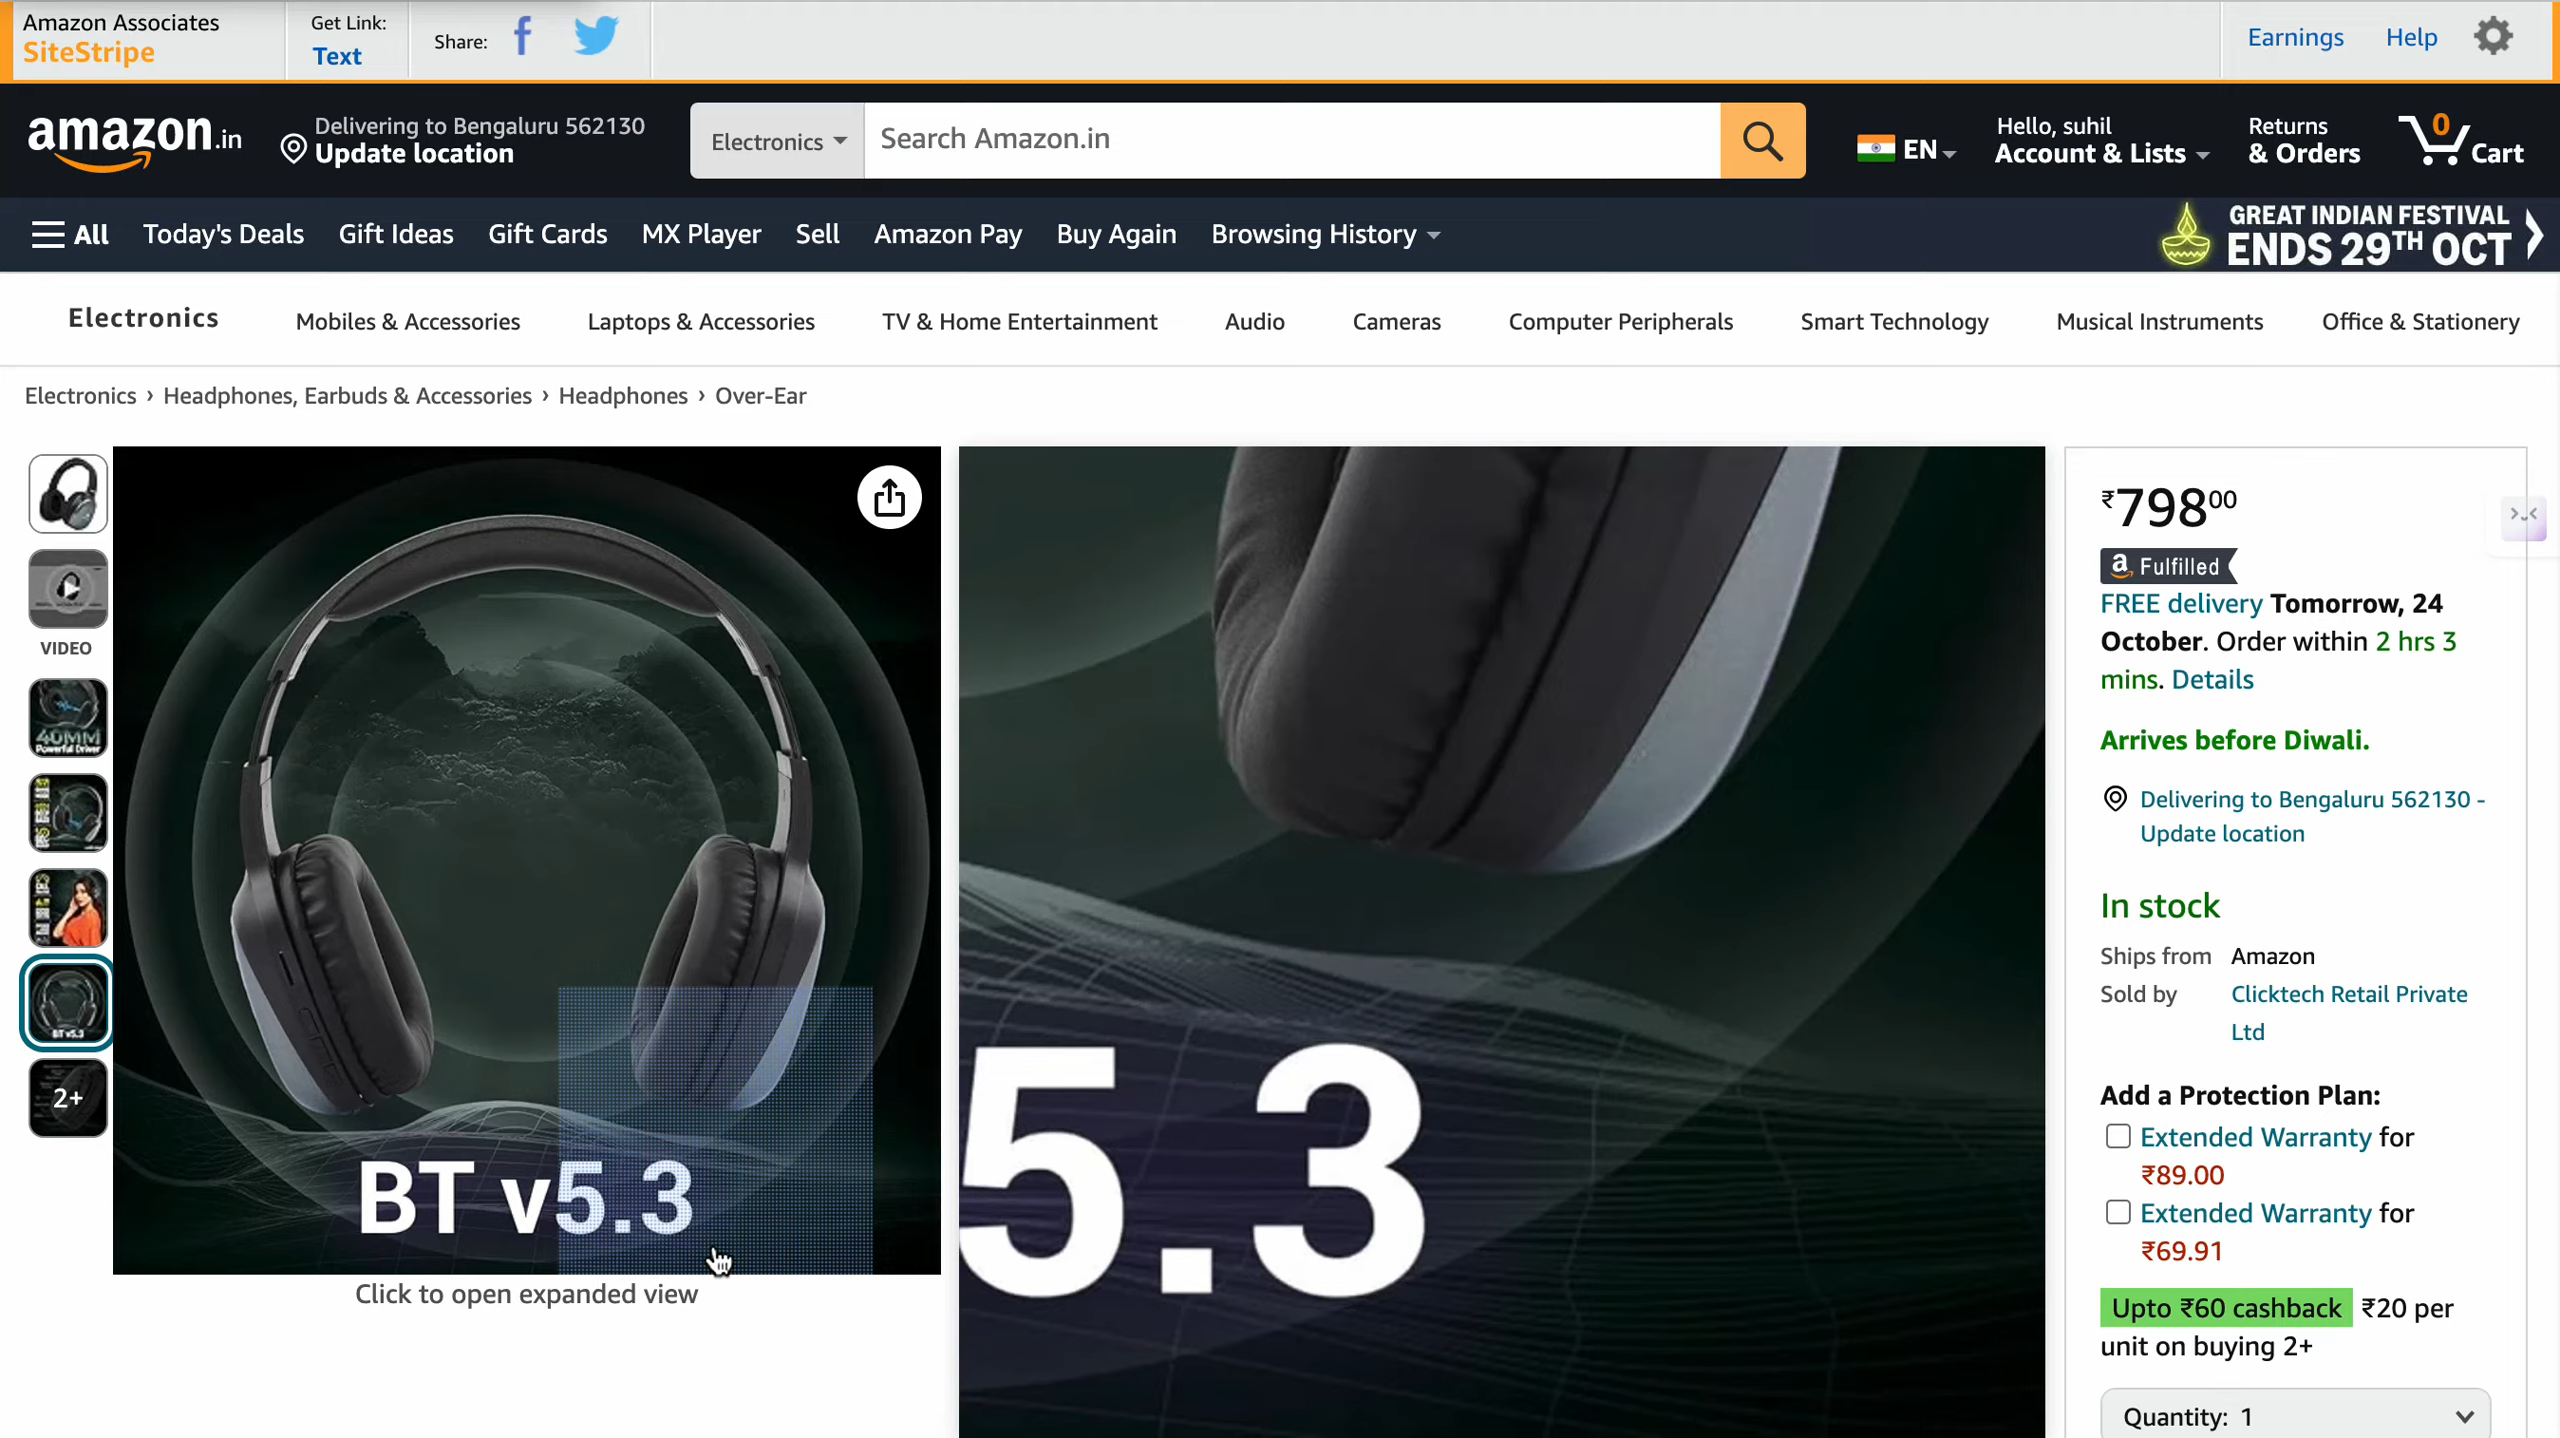 Amazon Associates
SiteStripe
Get Link:
Text
Share:
Earnings
Help
amazon.in
Delivering to Bengaluru 562130
Update location
Electronics
Search Amazon.in
EN
Hello, suhil
Account & Lists
Returns
& Orders
0
Cart
All
Today's Deals
Gift Ideas
Gift Cards
MX Player
Sell
Amazon Pay
Buy Again
Browsing History
GREAT INDIAN FESTIVAL
ENDS 29TH OCT
Electronics
Mobiles & Accessories
Laptops & Accessories
TV & Home Entertainment
Audio
Cameras
Computer Peripherals
Smart Technology
Musical Instruments
Office & Stationery
Electronics › Headphones, Earbuds & Accessories › Headphones › Over-Ear
VIDEO
40MM
Powerful Driver
BT v5.3
2+
BT v5.3
Click to open expanded view
5.3
₹79800
a Fulfilled
FREE delivery Tomorrow, 24
October. Order within 2 hrs 3
mins. Details
Arrives before Diwali.
Delivering to Bengaluru 562130 -
Update location
In stock
Ships from Amazon
Sold by Clicktech Retail Private
Ltd
Add a Protection Plan:
Extended Warranty for
₹89.00
Extended Warranty for
₹69.91
Upto ₹60 cashback ₹20 per
unit on buying 2+
Quantity: 1